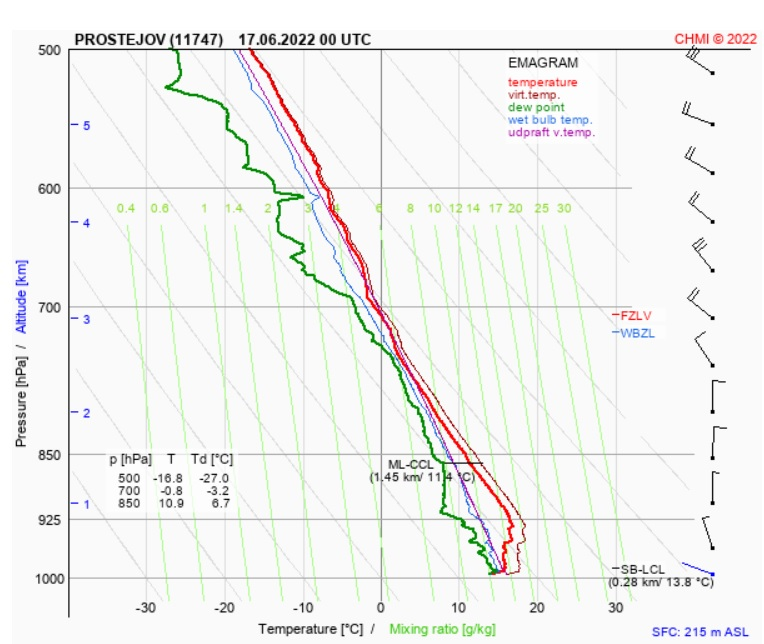 PROSTEJOV (11747) 17.06.2022 00 UTC
CHMI © 2022
EMAGRAM
temperature
virt.temp.
dew point
wet bulb temp.
udpraft v.temp.
500
5
600
0.4 0.6 1 1.4 2 3 4 6 8 10 12 14 17 20 25 30
4
700
FZLV
3
WBZL
2
850
ML-CCL
(1.45 km/ 11.4 °C)
p [hPa] T Td [°C]
500 -16.8 -27.0
700 -0.8 -3.2
850 10.9 6.7
1
925
1000
SB-LCL
(0.28 km/ 13.8 °C)
-30 -20 -10 0 10 20 30
Temperature [°C] / Mixing ratio [g/kg]
SFC: 215 m ASL
Pressure [hPa] / Altitude [km]